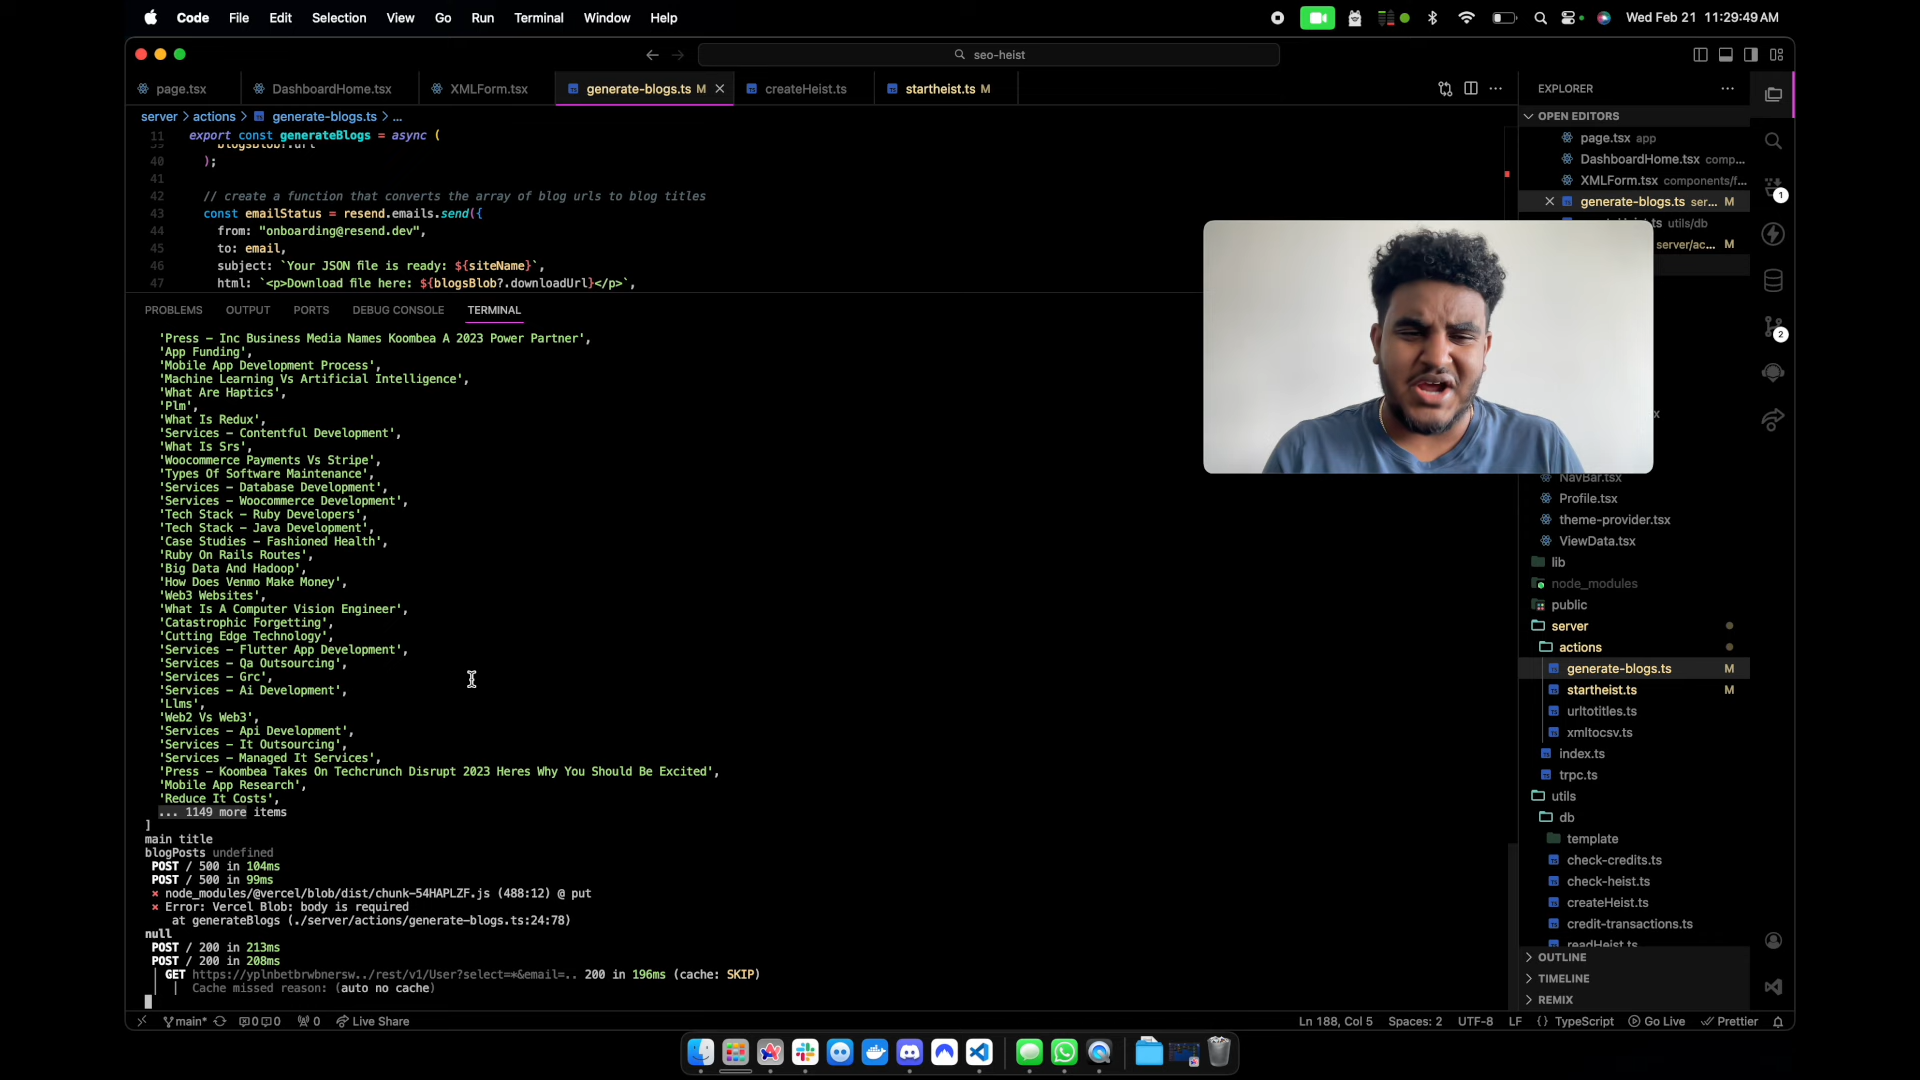 Code File Edit Selection View Go Run Terminal Window Help
Wed Feb 21 11:29:49 AM
seo-heist
page.tsx
DashboardHome.tsx
XMLForm.tsx
generate-blogs.ts M
createHeist.ts
startheist.ts M
server > actions > generate-blogs.ts > ...
11 export const generateBlogs = async (
40 );
41
42 // create a function that converts the array of blog urls to blog titles
43 const emailStatus = resend.emails.send({
44 from: "onboarding@resend.dev",
45 to: email,
46 subject: `Your JSON file is ready: ${siteName}`,
47 html: `<p>Download file here: ${blogsBlob?.downloadUrl}</p>`,
PROBLEMS OUTPUT PORTS DEBUG CONSOLE TERMINAL
'Press – Inc Business Media Names Koombea A 2023 Power Partner',
'App Funding',
'Mobile App Development Process',
'Machine Learning Vs Artificial Intelligence',
'What Are Haptics',
'Plm',
'What Is Redux',
'Services – Contentful Development',
'What Is Srs',
'Woocommerce Payments Vs Stripe',
'Types Of Software Maintenance',
'Services – Database Development',
'Services – Woocommerce Development',
'Tech Stack – Ruby Developers',
'Tech Stack – Java Development',
'Case Studies – Fashioned Health',
'Ruby On Rails Routes',
'Big Data And Hadoop',
'How Does Venmo Make Money',
'Web3 Websites',
'What Is A Computer Vision Engineer',
'Catastrophic Forgetting',
'Cutting Edge Technology',
'Services – Flutter App Development',
'Services – Qa Outsourcing',
'Services – Grc',
'Services – Ai Development',
'Llms',
'Web2 Vs Web3',
'Services – Api Development',
'Services – It Outsourcing',
'Services – Managed It Services',
'Press – Koombea Takes On Techcrunch Disrupt 2023 Heres Why You Should Be Excited',
'Mobile App Research',
'Reduce It Costs',
... 1149 more items
]
main title
blogPosts undefined
POST / 500 in 104ms
POST / 500 in 99ms
⨯ node_modules/@vercel/blob/dist/chunk-54HAPLZF.js (488:12) @ put
⨯ Error: Vercel Blob: body is required
at generateBlogs (./server/actions/generate-blogs.ts:24:78)
null
POST / 200 in 213ms
POST / 200 in 208ms
GET https://yplnbetbrwbnersw../rest/v1/User?select=*&email=.. 200 in 196ms (cache: SKIP)
Cache missed reason: (auto no cache)
EXPLORER
OPEN EDITORS
page.tsx app
DashboardHome.tsx comp...
XMLForm.tsx components/f...
generate-blogs.ts ser... M
ts utils/db
server/ac... M
NavBar.tsx
Profile.tsx
theme-provider.tsx
ViewData.tsx
lib
node_modules
public
server
actions
generate-blogs.ts M
startheist.ts M
urltotitles.ts
xmltocsv.ts
index.ts
trpc.ts
utils
db
template
check-credits.ts
check-heist.ts
createHeist.ts
credit-transactions.ts
readHeist.ts
OUTLINE
TIMELINE
REMIX
1
2
main* 0 0 0 Live Share
Ln 188, Col 5 Spaces: 2 UTF-8 LF {} TypeScript Go Live Prettier